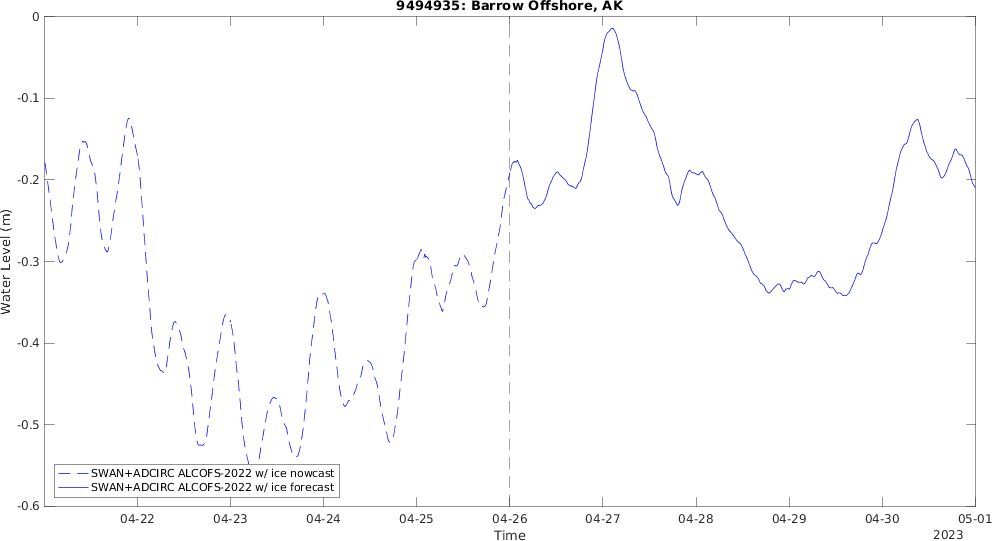 9494935: Barrow Offshore, AK
0
-0.1
-0.2
-0.3
-0.4
-0.5
-0.6
Water Level (m)
SWAN+ADCIRC ALCOFS-2022 w/ ice nowcast
SWAN+ADCIRC ALCOFS-2022 w/ ice forecast
04-22 04-23 04-24 04-25 04-26 04-27 04-28 04-29 04-30 05-01
Time
2023